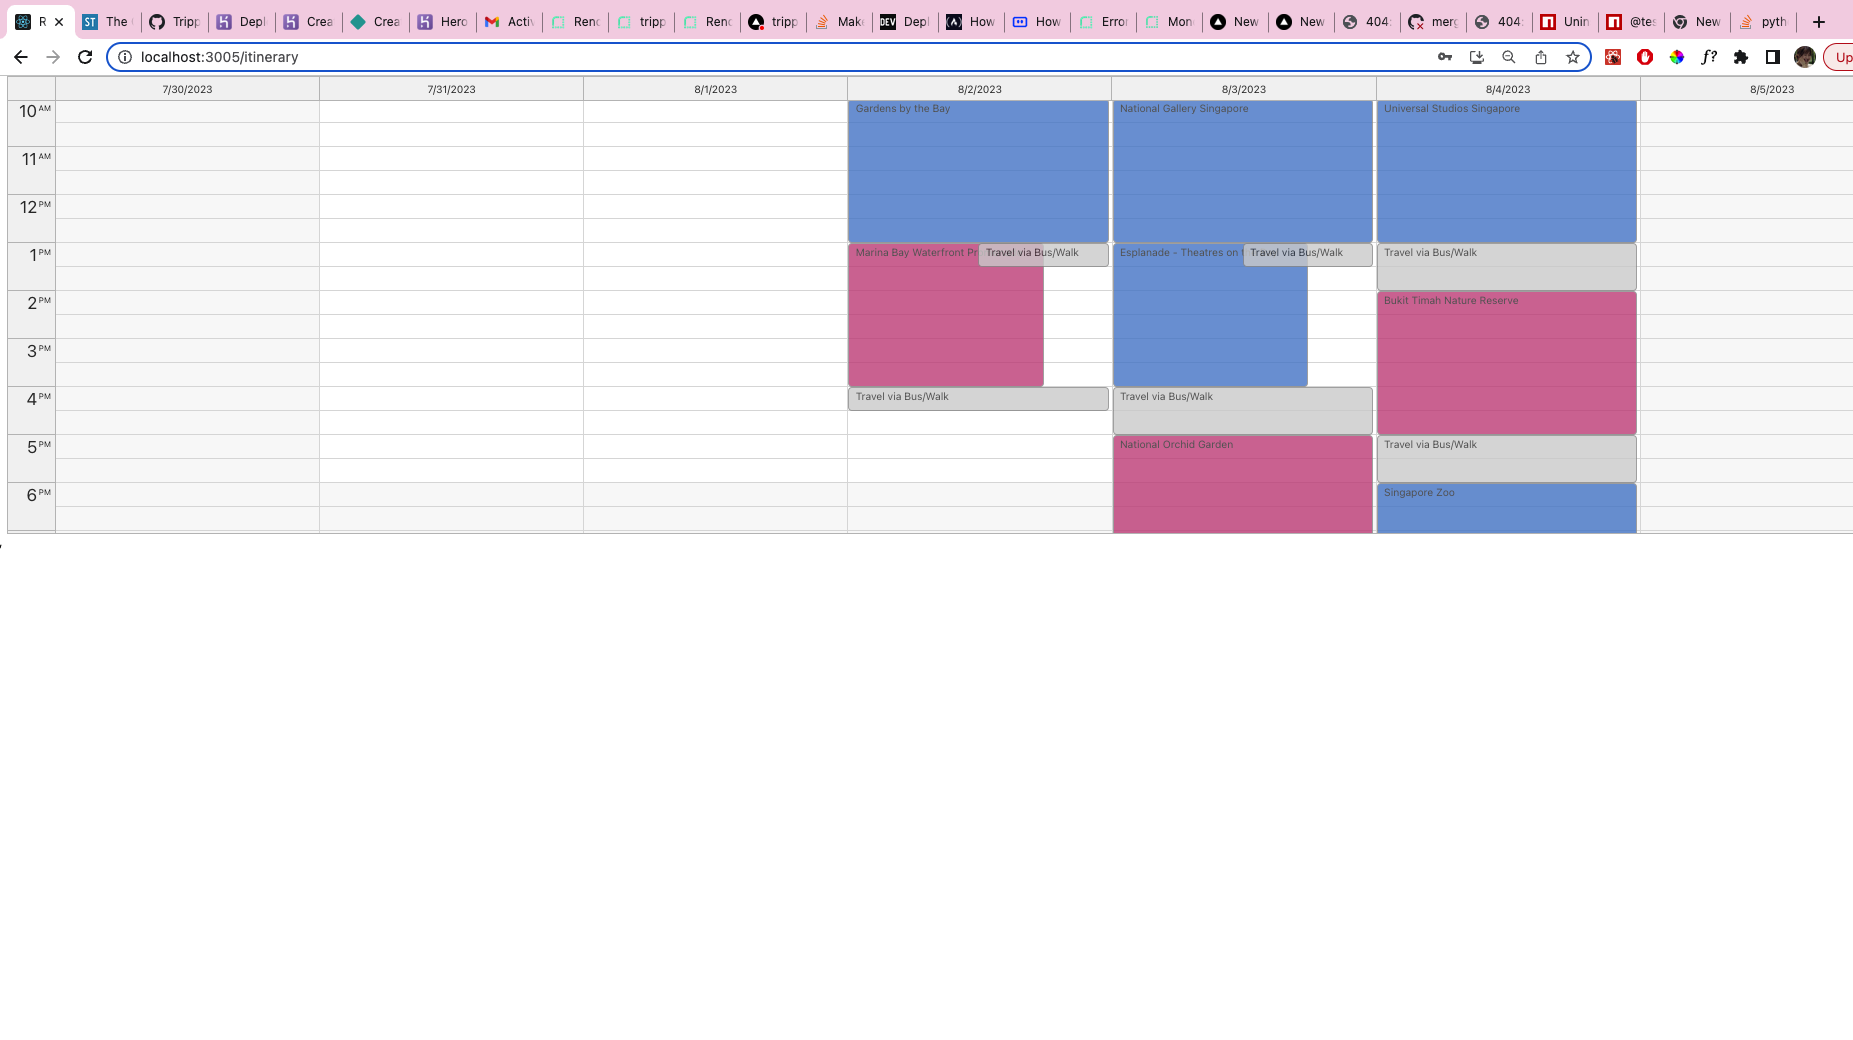 R
The
Tripp
Depl
Crea
Crea
Hero
Activ
Renc
tripp
Renc
tripp
Make
DEV Depl
How
How
Error
Mon
New
New
404:
merg
404:
Unin
@tes
New
pyth
localhost:3005/itinerary
Up
7/30/2023 7/31/2023 8/1/2023 8/2/2023 8/3/2023 8/4/2023 8/5/2023
10 AM Gardens by the Bay National Gallery Singapore Universal Studios Singapore
11 AM
12 PM
1 PM Marina Bay Waterfront Pr Travel via Bus/Walk Esplanade - Theatres on Travel via Bus/Walk Travel via Bus/Walk
2 PM Bukit Timah Nature Reserve
3 PM
4 PM Travel via Bus/Walk Travel via Bus/Walk
5 PM National Orchid Garden Travel via Bus/Walk
6 PM Singapore Zoo